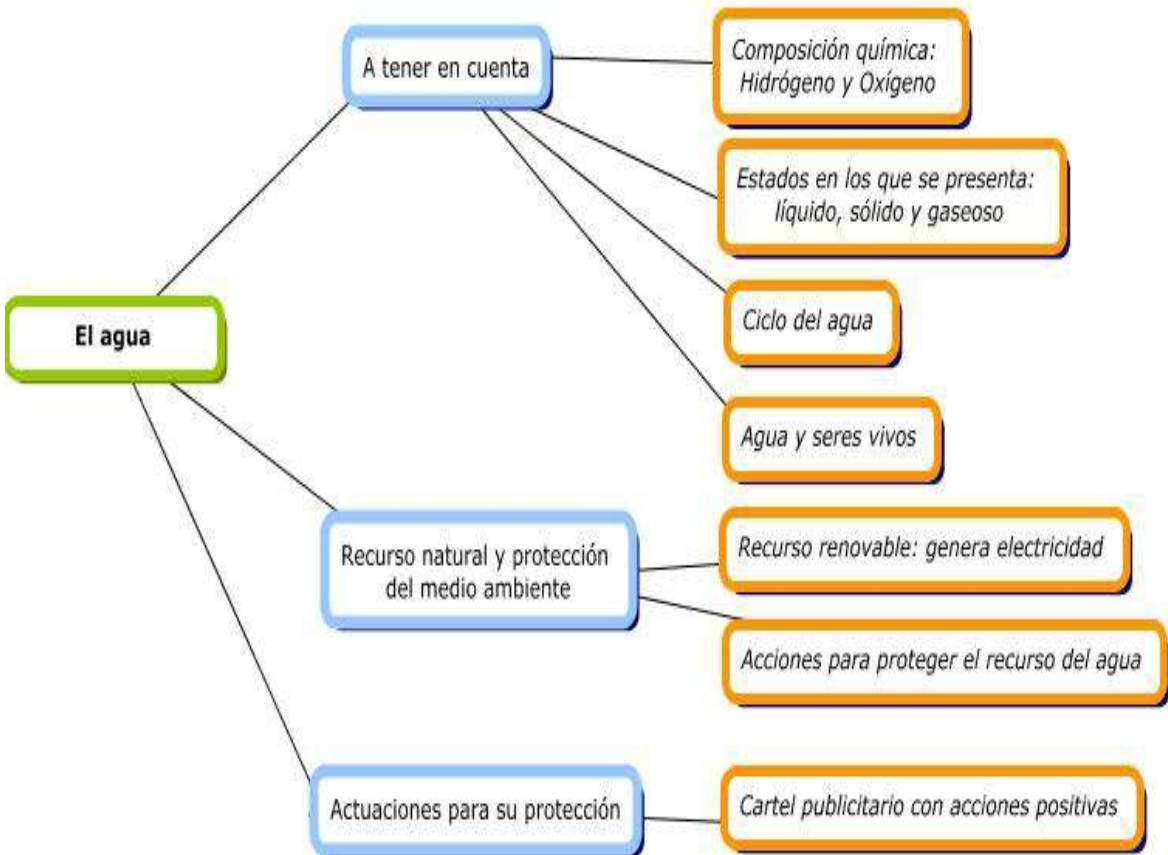 El agua
A tener en cuenta
Composición química:
Hidrógeno y Oxígeno
Estados en los que se presenta:
líquido, sólido y gaseoso
Ciclo del agua
Agua y seres vivos
Recurso natural y protección
del medio ambiente
Recurso renovable: genera electricidad
Acciones para proteger el recurso del agua
Actuaciones para su protección
Cartel publicitario con acciones positivas